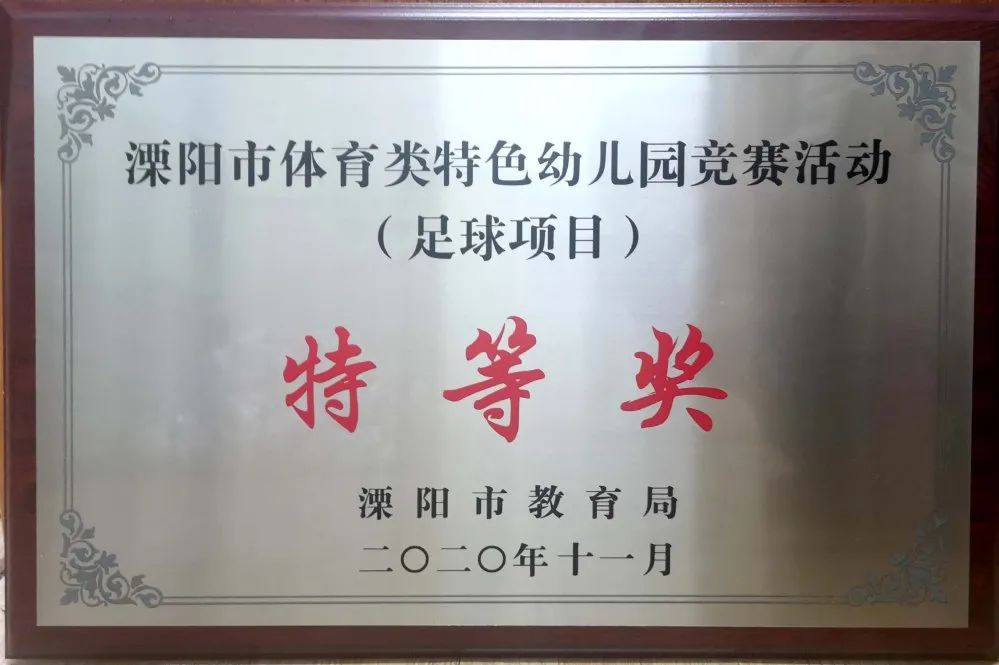 溧阳市体育类特色幼儿园竞赛活动
（足球项目）
特等奖
溧阳市教育局
二〇二〇年十一月